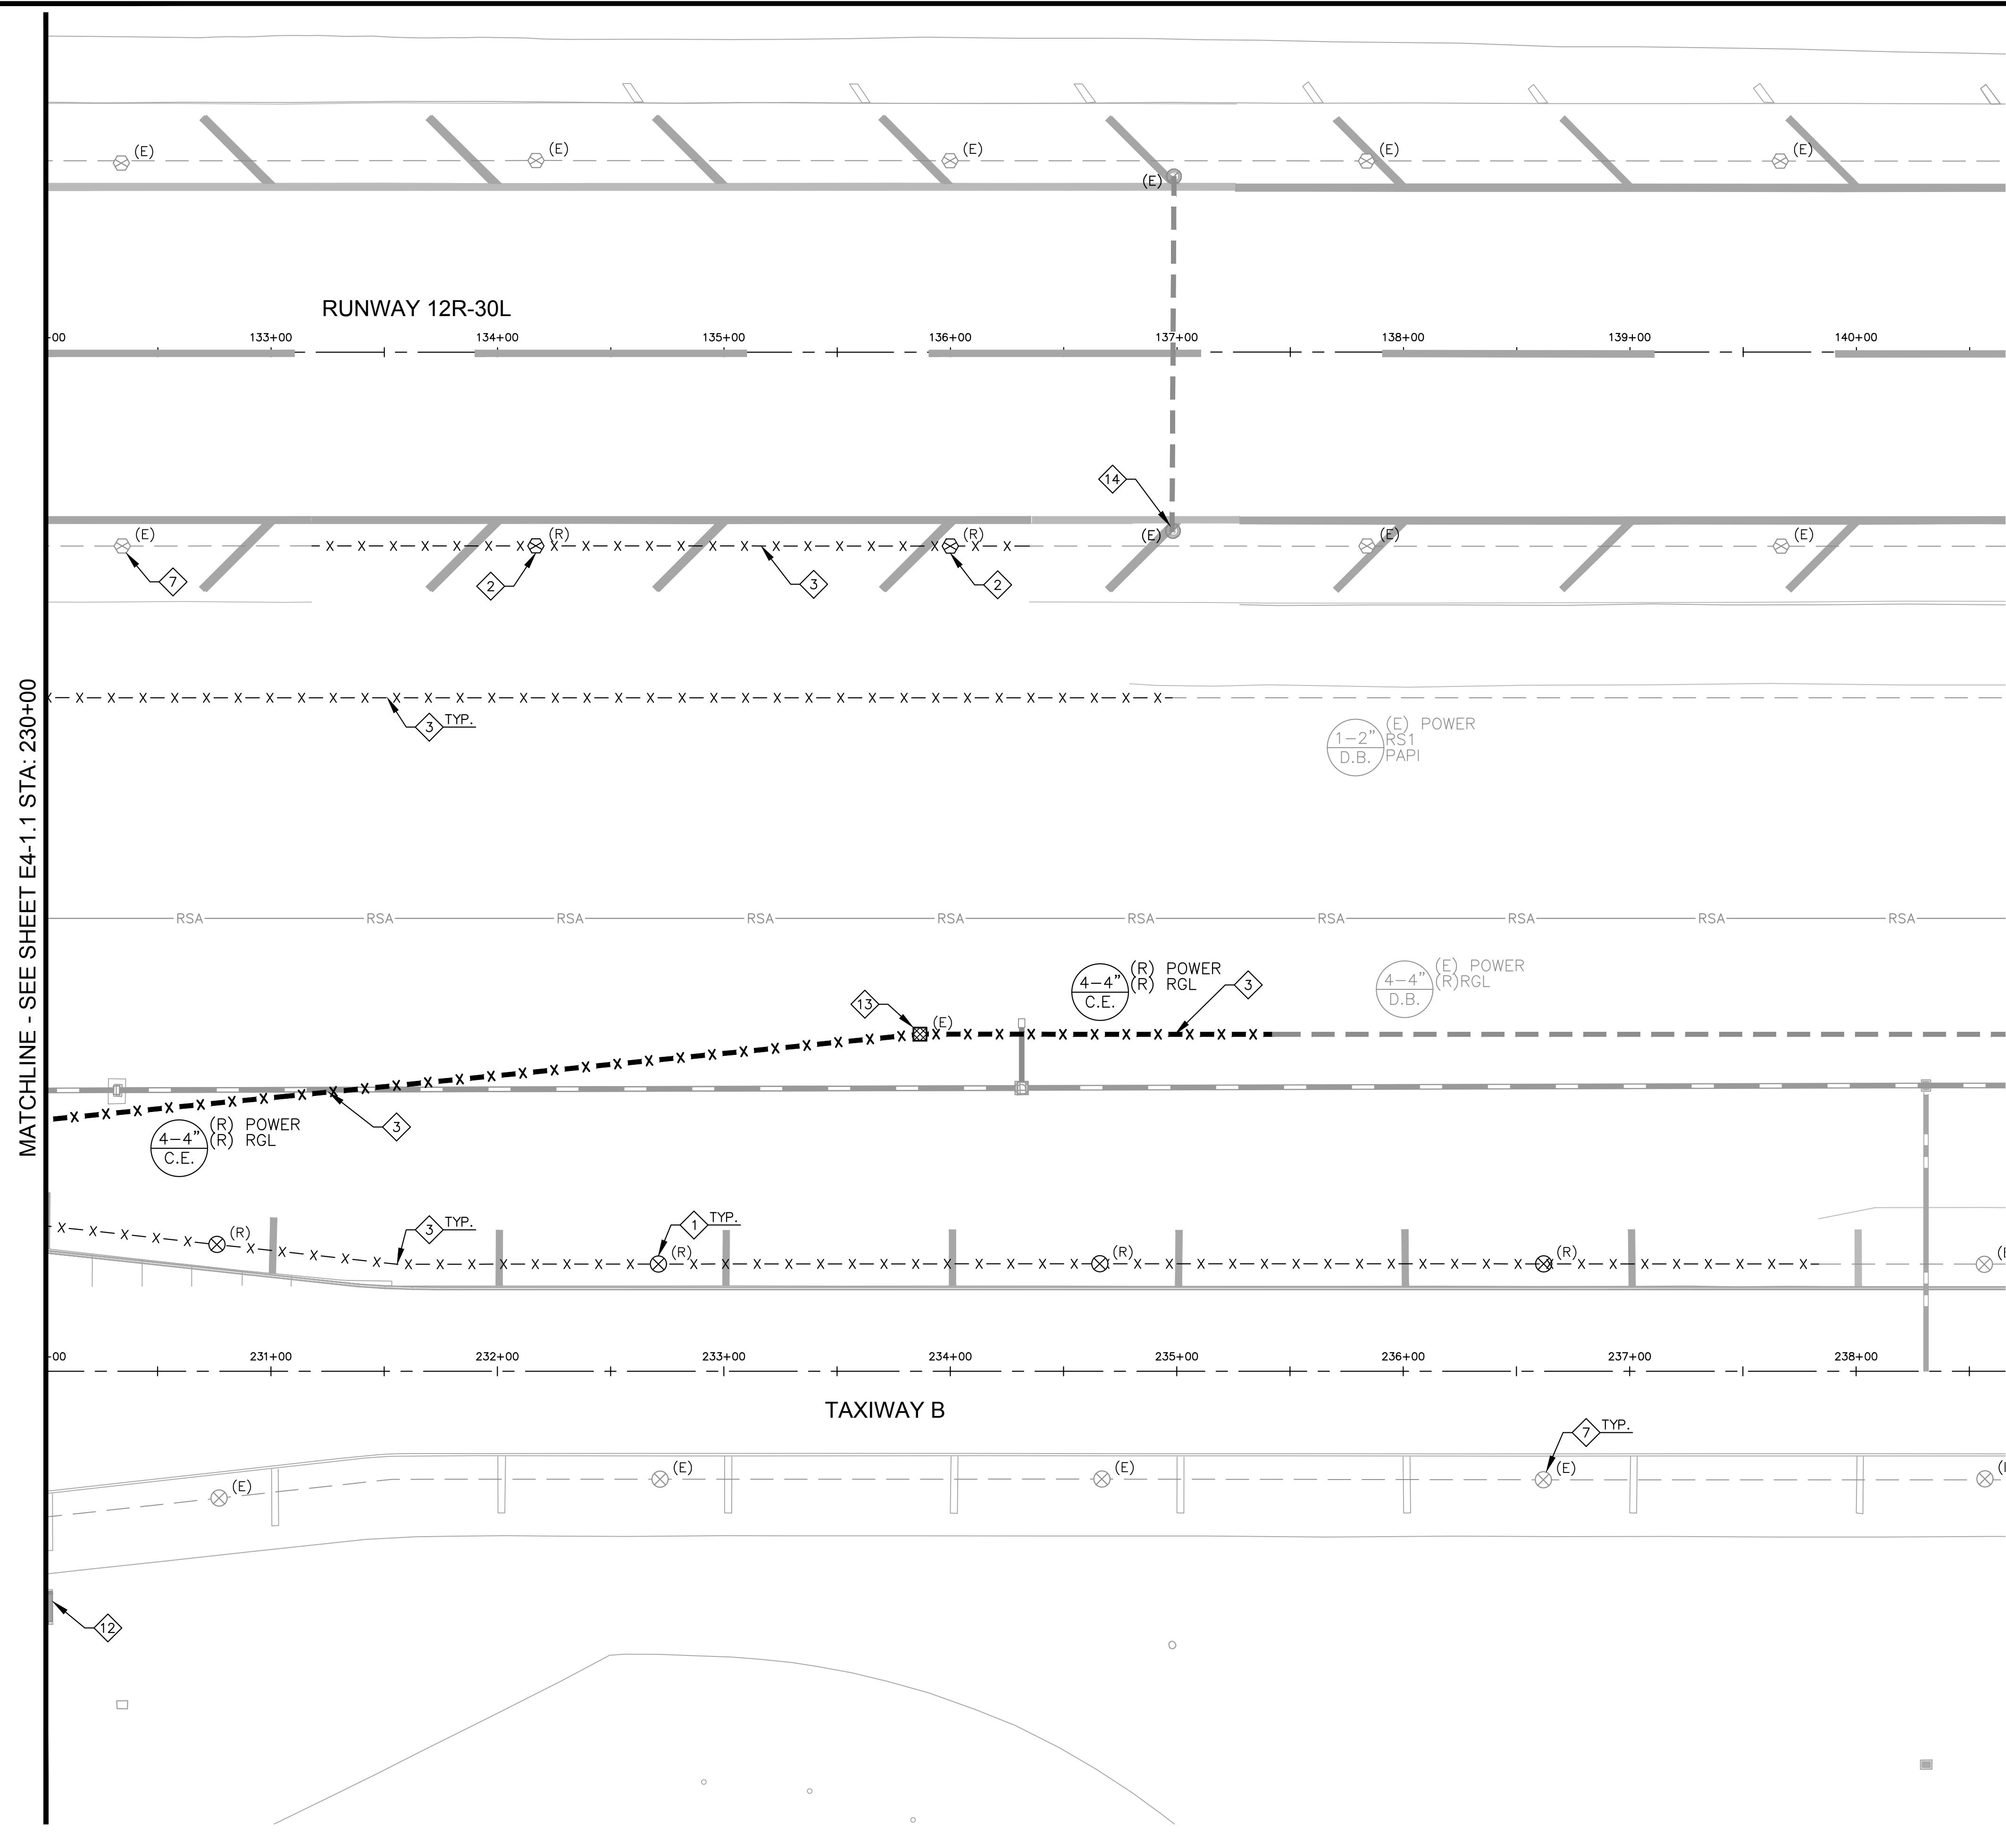 (E) (E) (E) (E) (E)
(E)
RUNWAY 12R-30L
+00 133+00 134+00 135+00 136+00 137+00 138+00 139+00 140+00
14
(E) (R) (R) (E) (E) (E)
7 2 3 2
X X X X X X X X X X X X X X X X X X X X X X X
X X X X X X X X X X X X X X X X X X X X X X X X X X X X X X X X X X X X
3 TYP.
1-2" (E) POWER
RS1
D.B. PAPI
MATCHLINE - SEE SHEET E4-1.1 STA: 230+00
RSA RSA RSA RSA RSA RSA RSA RSA RSA RSA
4-4" (R) POWER
(R) RGL
C.E.
3
4-4" (E) POWER
(R)RGL
D.B.
13
(E)
3
4-4" (R) POWER
(R) RGL
C.E.
3 TYP.
1 TYP.
(R) (R) (R) (R)
+00 231+00 232+00 233+00 234+00 235+00 236+00 237+00 238+00
TAXIWAY B
7 TYP.
(E) (E) (E) (E)
12